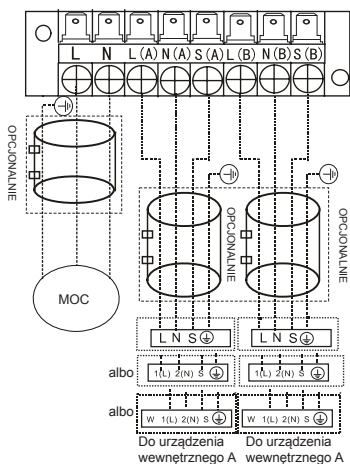 L N L(A) N(A) S(A) L(B) N(B) S(B)
OPCJONALNIE
OPCJONALNIE
OPCJONALNIE
MOC
L N S
L N S
albo
1(L) 2(N) S
1(L) 2(N) S
albo
W 1(L) 2(N) S
W 1(L) 2(N) S
Do urządzenia
wewnętrznego A
Do urządzenia
wewnętrznego A